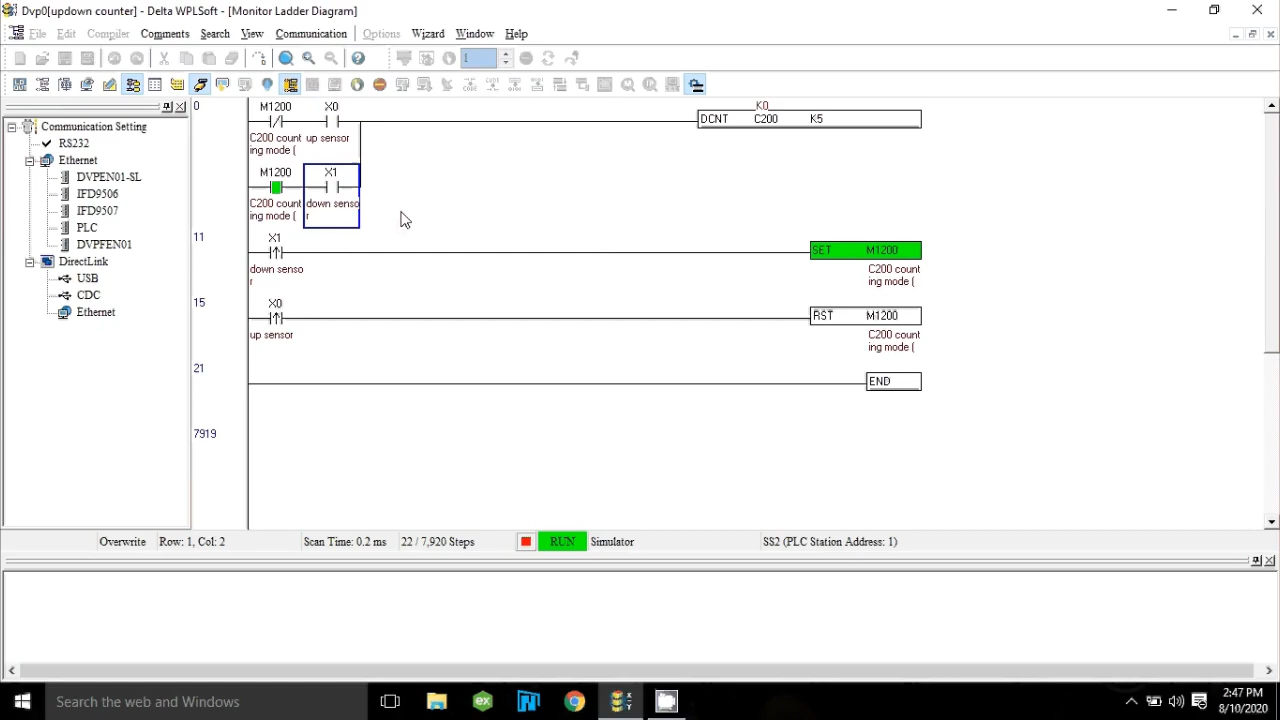 Dvp0[updown counter] - Delta WPLSoft - [Monitor Ladder Diagram]
File Edit Compiler Comments Search View Communication Options Wizard Window Help
1
Communication Setting
RS232
Ethernet
DVPEN01-SL
IFD9506
IFD9507
PLC
DVPFEN01
DirectLink
USB
CDC
Ethernet
0
M1200 X0
K0
DCNT C200 K5
C200 count up sensor
ing mode (
M1200 X1
C200 count down senso
ing mode ( r
11
X1
SET M1200
down senso
r
C200 count
ing mode (
15
X0
RST M1200
up sensor
C200 count
ing mode (
21
END
7919
Overwrite Row: 1, Col: 2 Scan Time: 0.2 ms 22 / 7,920 Steps RUN Simulator SS2 (PLC Station Address: 1)
Search the web and Windows
ex
2:47 PM
8/10/2020